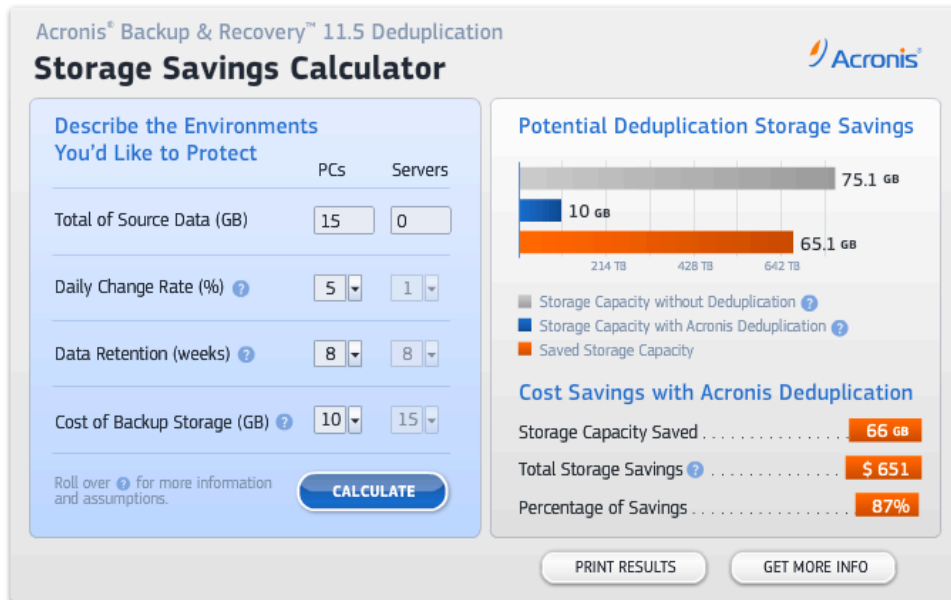 Acronis® Backup & Recovery™ 11.5 Deduplication
Storage Savings Calculator
Acronis®
Describe the Environments
You'd Like to Protect
PCs Servers
Total of Source Data (GB) 15 0
Daily Change Rate (%) ? 5 1
Data Retention (weeks) ? 8 8
Cost of Backup Storage (GB) ? 10 15
Roll over ? for more information
and assumptions.
CALCULATE
Potential Deduplication Storage Savings
75.1 GB
10 GB
65.1 GB
214 TB 428 TB 642 TB
Storage Capacity without Deduplication ?
Storage Capacity with Acronis Deduplication ?
Saved Storage Capacity
Cost Savings with Acronis Deduplication
Storage Capacity Saved . . . . . . . . . . . . . . . . . 66 GB
Total Storage Savings ? . . . . . . . . . . . . . . . $ 651
Percentage of Savings . . . . . . . . . . . . . . . . . . . 87%
PRINT RESULTS GET MORE INFO